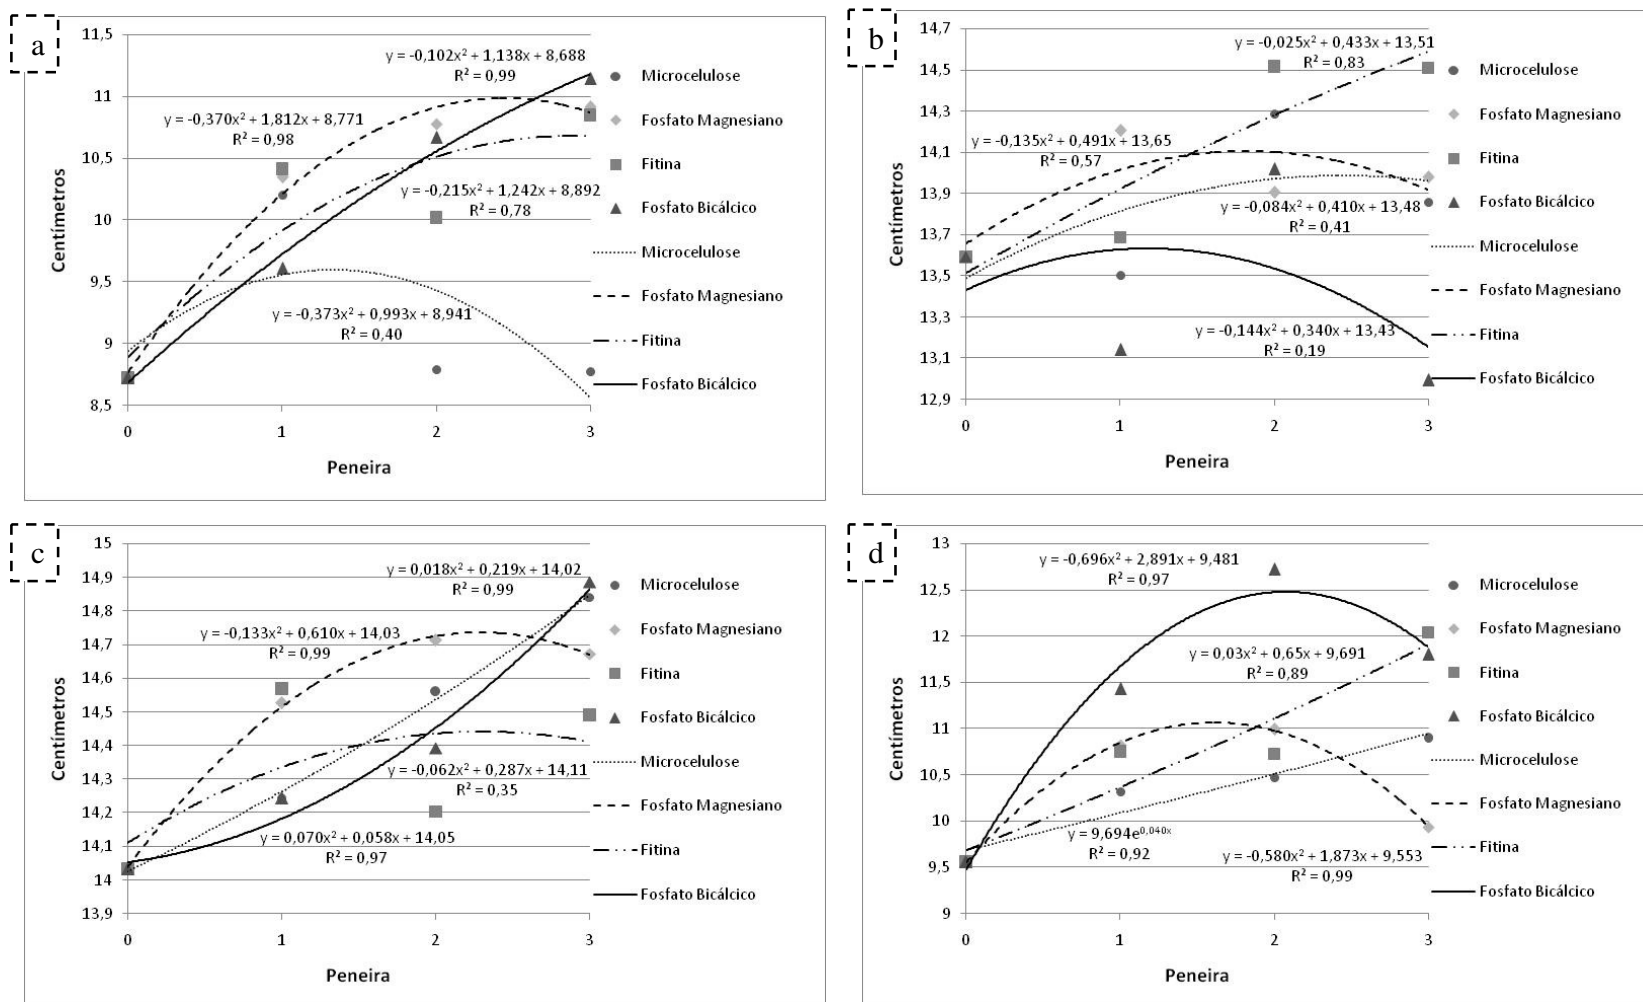 a
11,5
11
10,5
10
9,5
9
8,5
0
1
2
3
Centímetros
Peneira
y = -0,102x² + 1,138x + 8,688
R² = 0,99
y = -0,370x² + 1,812x + 8,771
R² = 0,98
y = -0,215x² + 1,242x + 8,892
R² = 0,78
y = -0,373x² + 0,993x + 8,941
R² = 0,40
Microcelulose
Fosfato Magnesiano
Fitina
Fosfato Bicálcico
Microcelulose
Fosfato Magnesiano
Fitina
Fosfato Bicálcico
b
14,7
14,5
14,3
14,1
13,9
13,7
13,5
13,3
13,1
12,9
0
1
2
3
Centímetros
Peneira
y = -0,025x² + 0,433x + 13,51
R² = 0,83
y = -0,135x² + 0,491x + 13,65
R² = 0,57
y = -0,084x² + 0,410x + 13,48
R² = 0,41
y = -0,144x² + 0,340x + 13,43
R² = 0,19
Microcelulose
Fosfato Magnesiano
Fitina
Fosfato Bicálcico
Microcelulose
Fosfato Magnesiano
Fitina
Fosfato Bicálcico
c
15
14,9
14,8
14,7
14,6
14,5
14,4
14,3
14,2
14,1
14
13,9
0
1
2
3
Centímetros
Peneira
y = 0,018x² + 0,219x + 14,02
R² = 0,99
y = -0,133x² + 0,610x + 14,03
R² = 0,99
y = -0,062x² + 0,287x + 14,11
R² = 0,35
y = 0,070x² + 0,058x + 14,05
R² = 0,97
Microcelulose
Fosfato Magnesiano
Fitina
Fosfato Bicálcico
Microcelulose
Fosfato Magnesiano
Fitina
Fosfato Bicálcico
d
13
12,5
12
11,5
11
10,5
10
9,5
9
0
1
2
3
Centímetros
Peneira
y = -0,696x² + 2,891x + 9,481
R² = 0,97
y = 0,03x² + 0,65x + 9,691
R² = 0,89
y = 9,694e^0,040x
R² = 0,92
y = -0,580x² + 1,873x + 9,553
R² = 0,99
Microcelulose
Fosfato Magnesiano
Fitina
Fosfato Bicálcico
Microcelulose
Fosfato Magnesiano
Fitina
Fosfato Bicálcico